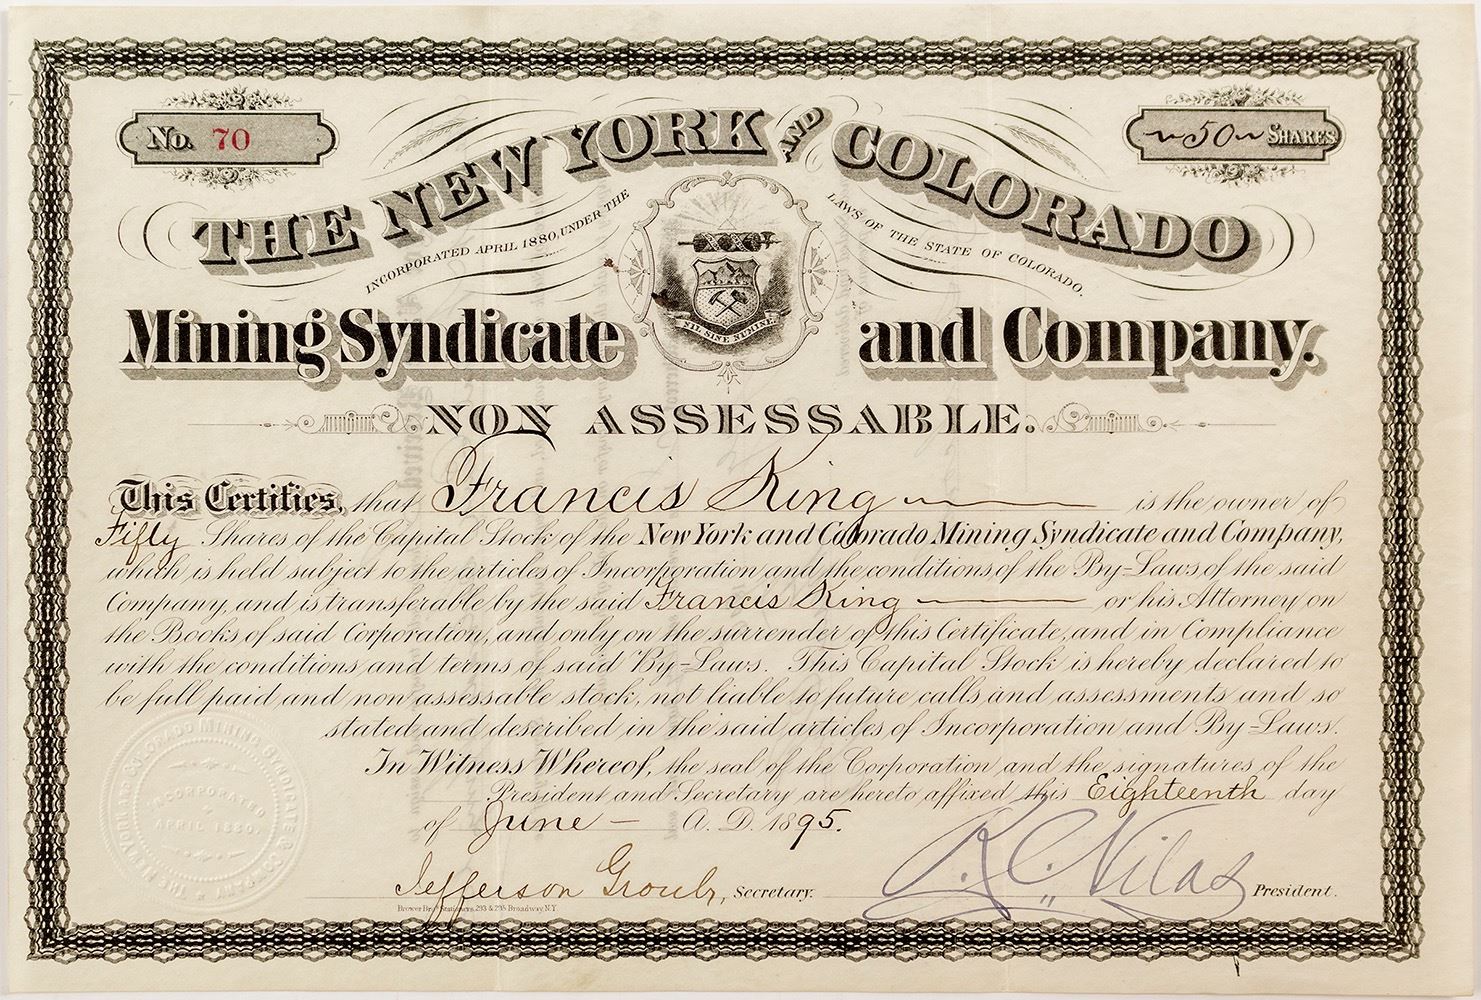 No. 70
50 SHARES
THE NEW YORK AND COLORADO
INCORPORATED APRIL 1880, UNDER THE LAWS OF THE STATE OF COLORADO.
Mining Syndicate and Company.
NIL SINE NUMINE
NON ASSESSABLE.
This Certifies, that Francis King is the owner of
Fifty Shares of the Capital Stock of the New York and Colorado Mining Syndicate and Company,
which is held subject to the articles of Incorporation and the conditions of the By-Laws of the said
Company, and is transferable by the said Francis King or his Attorney on
the Books of said Corporation, and only on the surrender of this Certificate, and in Compliance
with the conditions and terms of said By-Laws. This Capital Stock is hereby declared to
be full paid and non assessable stock, not liable to future calls and assessments and so
stated and described in the said articles of Incorporation and By-Laws.
In Witness Whereof, the seal of the Corporation and the signatures of the
President and Secretary are hereto affixed this Eighteenth day
of June - A. D. 1895.
THE NEW YORK AND COLORADO MINING SYNDICATE & COMPANY
INCORPORATED
APRIL 1880.
Jefferson , Secretary.
R. C. Vilas President.
Brower Bros. Stationers, 293 & 295 Broadway, N.Y.